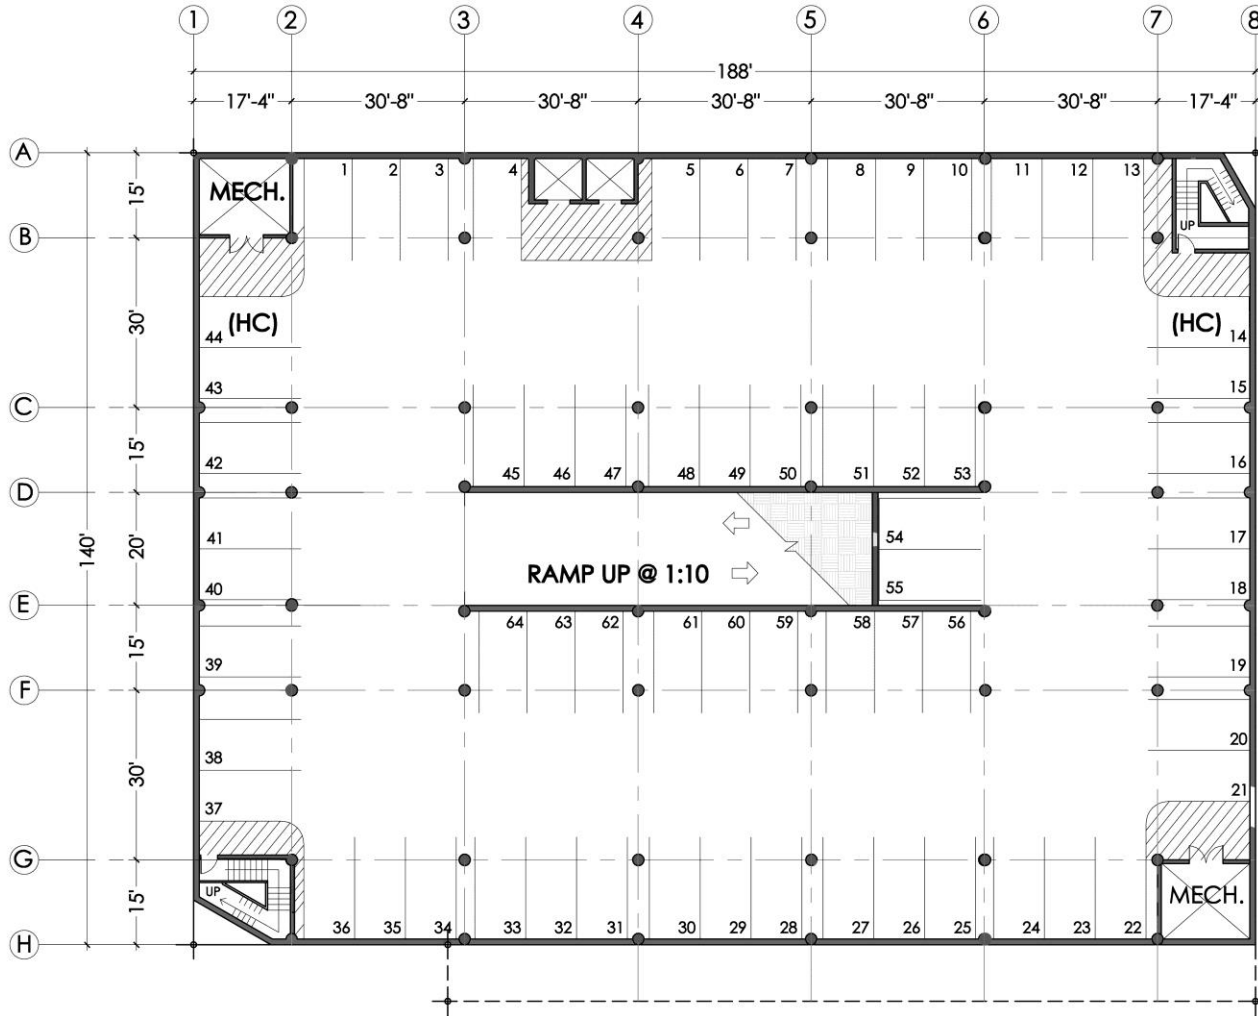 1 2 3 4 5 6 7 8
188'
17'-4" 30'-8" 30'-8" 30'-8" 30'-8" 30'-8" 17'-4"
A
1 2 3 4 5 6 7 8 9 10 11 12 13
15'
MECH.
UP
B
30'
(HC) (HC)
44 14
43 15
C
15'
42 16
45 46 47 48 49 50 51 52 53
D
140'
20'
41 54 17
RAMP UP @ 1:10
40 55 18
E
64 63 62 61 60 59 58 57 56
15'
39 19
F
38 20
30'
37 21
G
UP
15'
MECH.
36 35 34 33 32 31 30 29 28 27 26 25 24 23 22
H